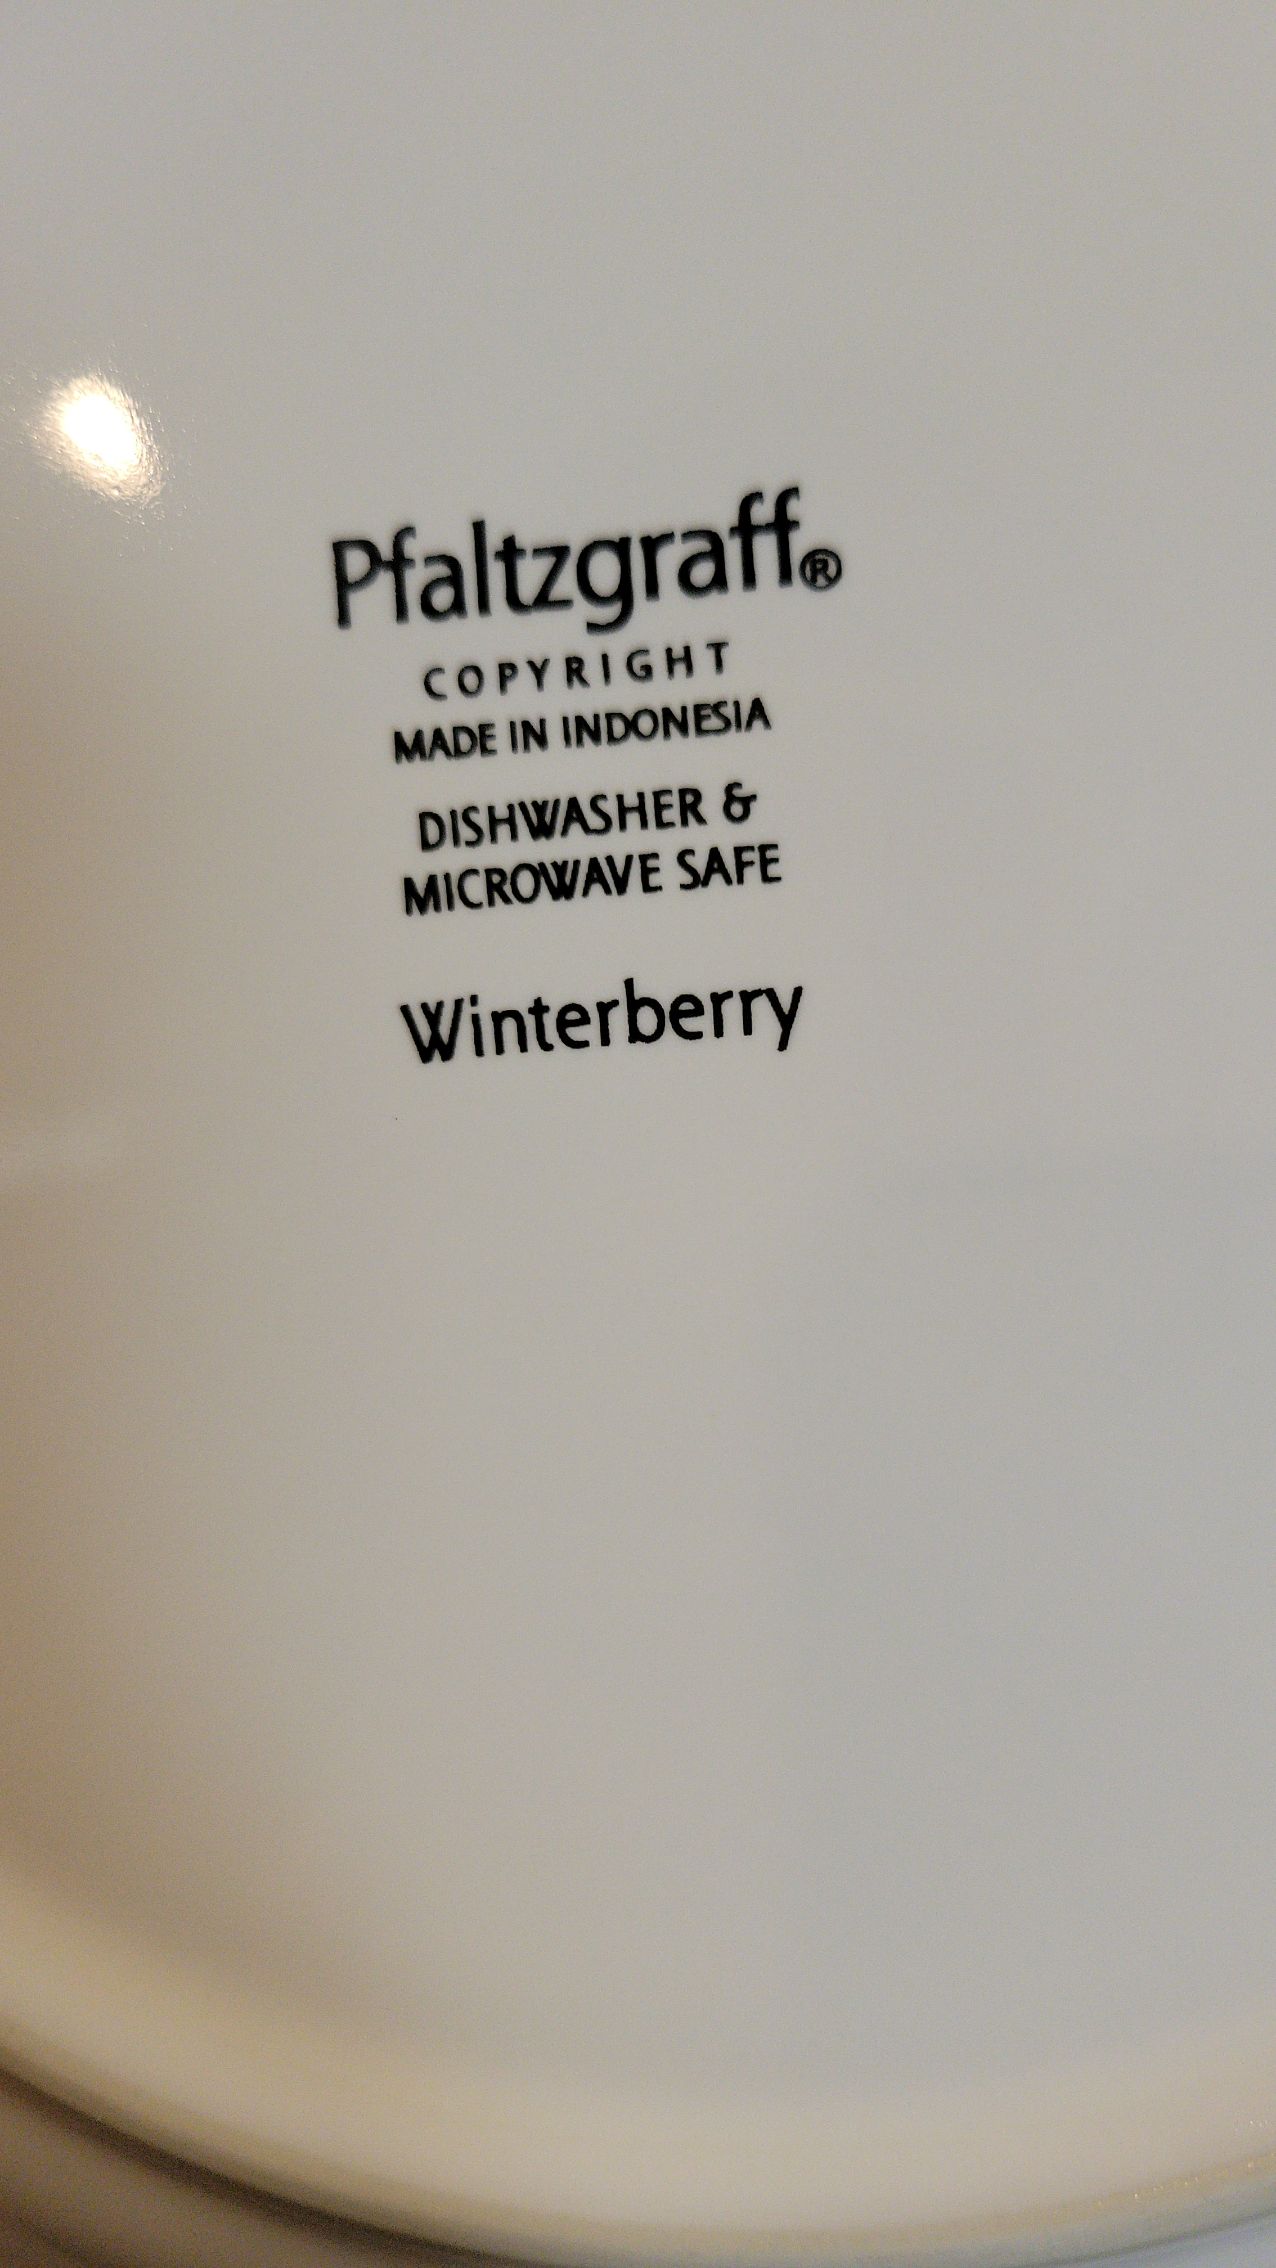 Pfaltzgraff®
COPYRIGHT
MADE IN INDONESIA
DISHWASHER &
MICROWAVE SAFE
Winterberry